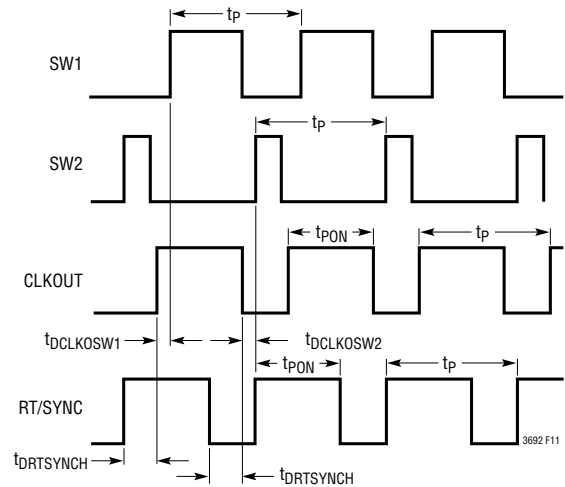 tP
SW1
tP
SW2
tPON
tP
CLKOUT
tDCLKOSW1
tDCLKOSW2
tPON
tP
RT/SYNC
3692 F11
tDRTSYNCH
tDRTSYNCH